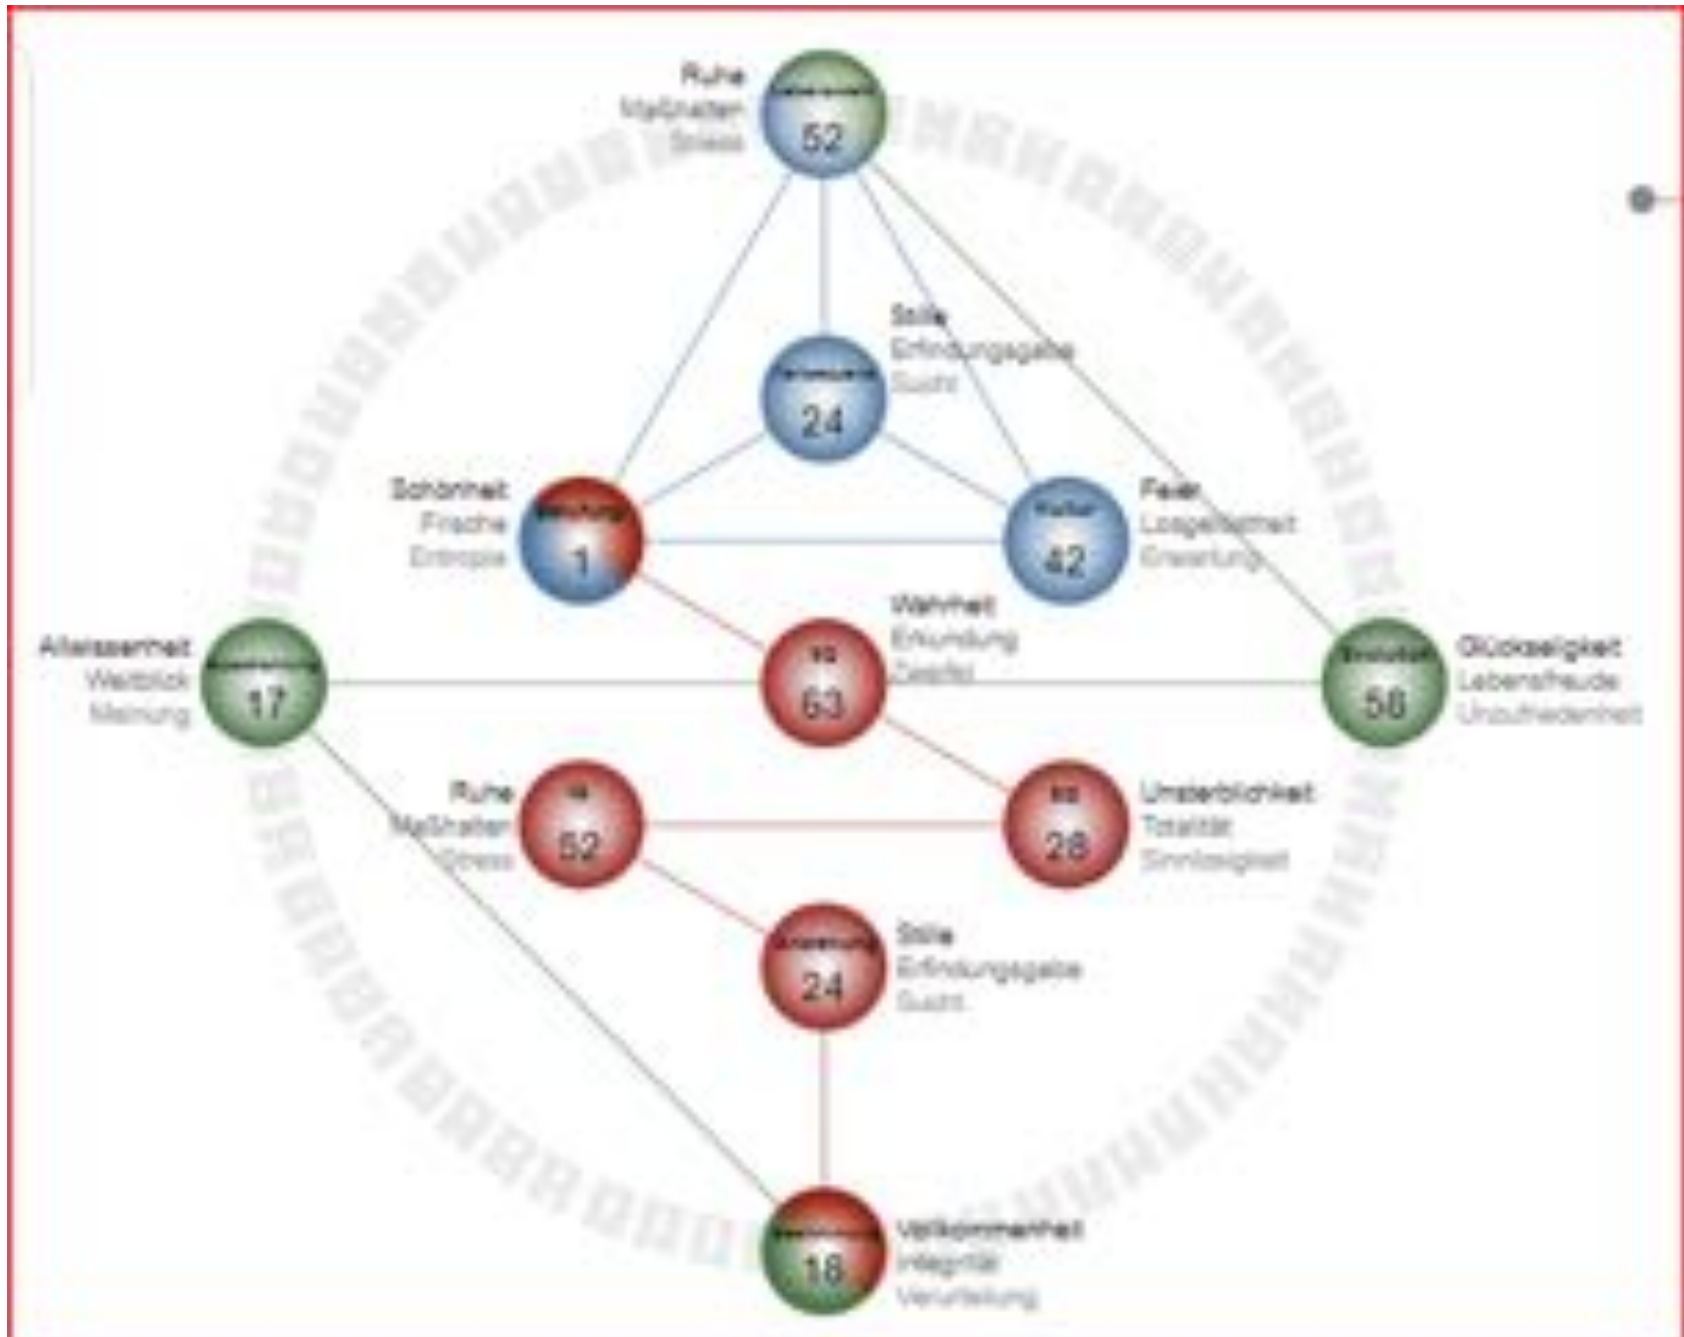 Ruhe
Maßhalten
Stress
52
Stille
Erfindungsgabe
Sucht
24
Schönheit
Frische
Entropie
1
Kultur
42
Feier
Losgelöstheit
Erwartung
Wahrheit
Erkundung
Zweifel
63
Allwissenheit
Weitblick
Meinung
17
Evolution
58
Glückseligkeit
Lebensfreude
Unzufriedenheit
Ruhe
Maßhalten
Stress
52
28
Unsterblichkeit
Totalität
Sinnlosigkeit
24
Stille
Erfindungsgabe
Sucht
18
Vollkommenheit
Integrität
Verurteilung